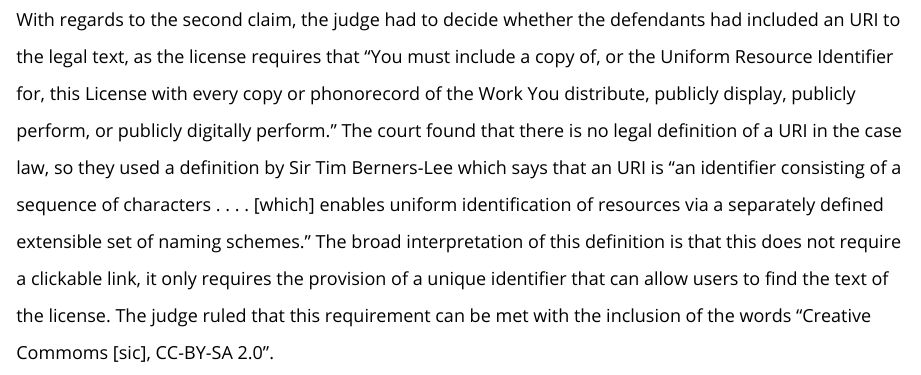 With regards to the second claim, the judge had to decide whether the defendants had included an URI to
the legal text, as the license requires that “You must include a copy of, or the Uniform Resource Identifier
for, this License with every copy or phonorecord of the Work You distribute, publicly display, publicly
perform, or publicly digitally perform.” The court found that there is no legal definition of a URI in the case
law, so they used a definition by Sir Tim Berners-Lee which says that an URI is “an identifier consisting of a
sequence of characters . . . . [which] enables uniform identification of resources via a separately defined
extensible set of naming schemes.” The broad interpretation of this definition is that this does not require
a clickable link, it only requires the provision of a unique identifier that can allow users to find the text of
the license. The judge ruled that this requirement can be met with the inclusion of the words “Creative
Commoms [sic], CC-BY-SA 2.0”.